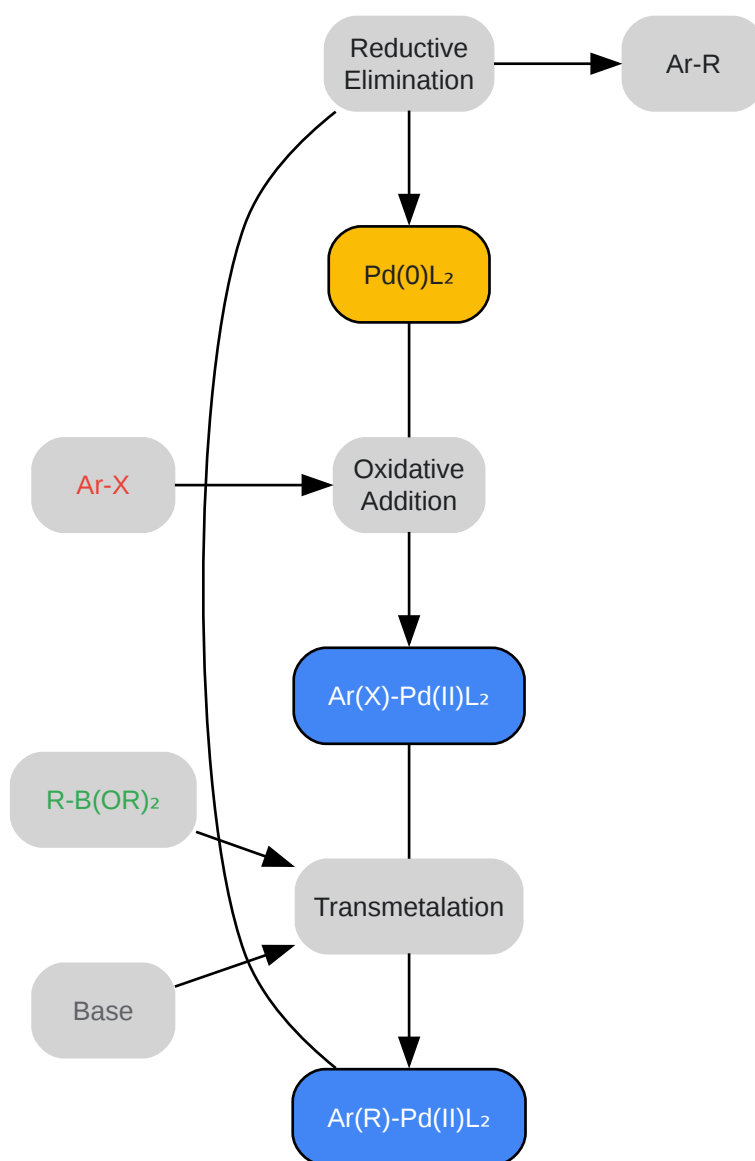 Reductive
Elimination
Ar-R
Pd(0)L₂
Ar-X
Oxidative
Addition
Ar(X)-Pd(II)L₂
R-B(OR)₂
Transmetalation
Base
Ar(R)-Pd(II)L₂